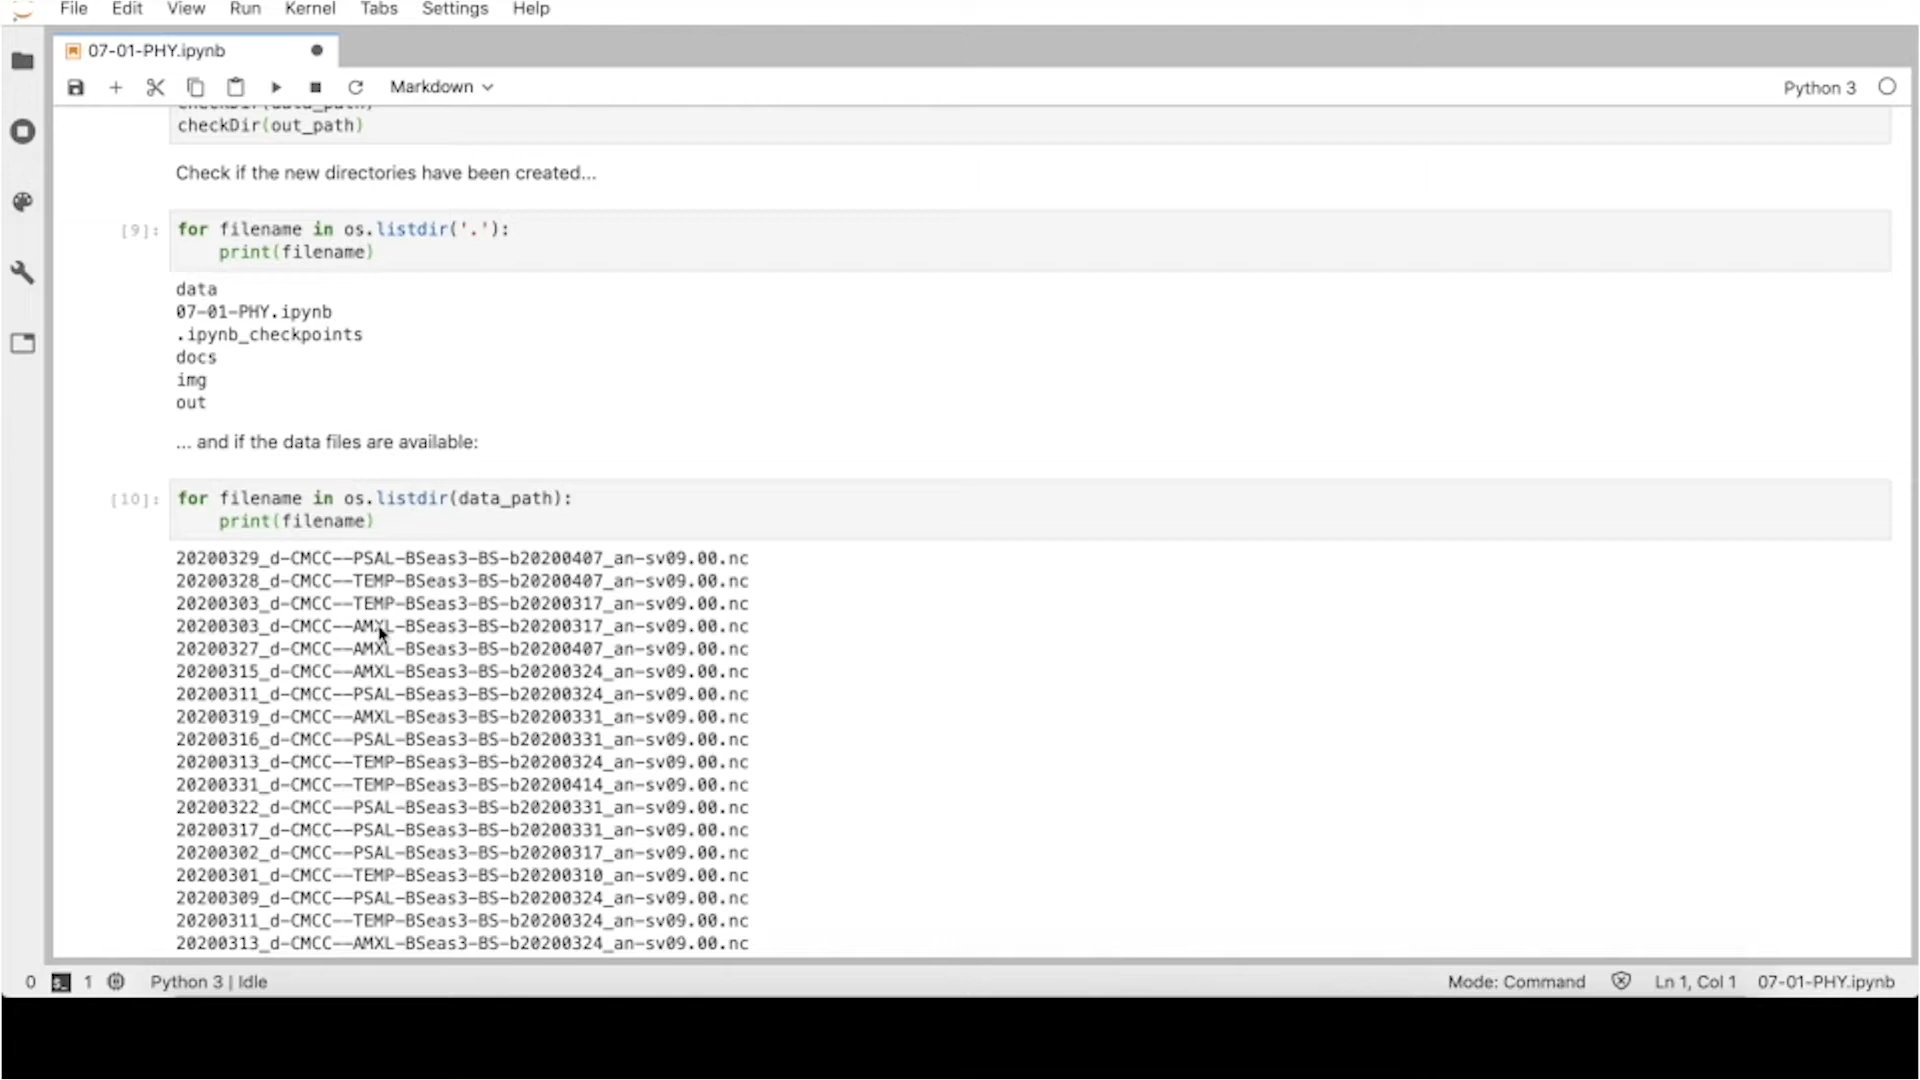 File Edit View Run Kernel Tabs Settings Help
07-01-PHY.ipynb
Markdown
Python 3
checkDir(data_path)
checkDir(out_path)
Check if the new directories have been created...
[9]:
for filename in os.listdir('.'):
print(filename)
data
07-01-PHY.ipynb
.ipynb_checkpoints
docs
img
out
... and if the data files are available:
[10]:
for filename in os.listdir(data_path):
print(filename)
20200329_d-CMCC--PSAL-BSeas3-BS-b20200407_an-sv09.00.nc
20200328_d-CMCC--TEMP-BSeas3-BS-b20200407_an-sv09.00.nc
20200303_d-CMCC--TEMP-BSeas3-BS-b20200317_an-sv09.00.nc
20200303_d-CMCC--AMXL-BSeas3-BS-b20200317_an-sv09.00.nc
20200327_d-CMCC--AMXL-BSeas3-BS-b20200407_an-sv09.00.nc
20200315_d-CMCC--AMXL-BSeas3-BS-b20200324_an-sv09.00.nc
20200311_d-CMCC--PSAL-BSeas3-BS-b20200324_an-sv09.00.nc
20200319_d-CMCC--AMXL-BSeas3-BS-b20200331_an-sv09.00.nc
20200316_d-CMCC--PSAL-BSeas3-BS-b20200331_an-sv09.00.nc
20200313_d-CMCC--TEMP-BSeas3-BS-b20200324_an-sv09.00.nc
20200331_d-CMCC--TEMP-BSeas3-BS-b20200414_an-sv09.00.nc
20200322_d-CMCC--PSAL-BSeas3-BS-b20200331_an-sv09.00.nc
20200317_d-CMCC--PSAL-BSeas3-BS-b20200331_an-sv09.00.nc
20200302_d-CMCC--PSAL-BSeas3-BS-b20200317_an-sv09.00.nc
20200301_d-CMCC--TEMP-BSeas3-BS-b20200310_an-sv09.00.nc
20200309_d-CMCC--PSAL-BSeas3-BS-b20200324_an-sv09.00.nc
20200311_d-CMCC--TEMP-BSeas3-BS-b20200324_an-sv09.00.nc
20200313_d-CMCC--AMXL-BSeas3-BS-b20200324_an-sv09.00.nc
0 1 Python 3 | Idle Mode: Command Ln 1, Col 1 07-01-PHY.ipynb